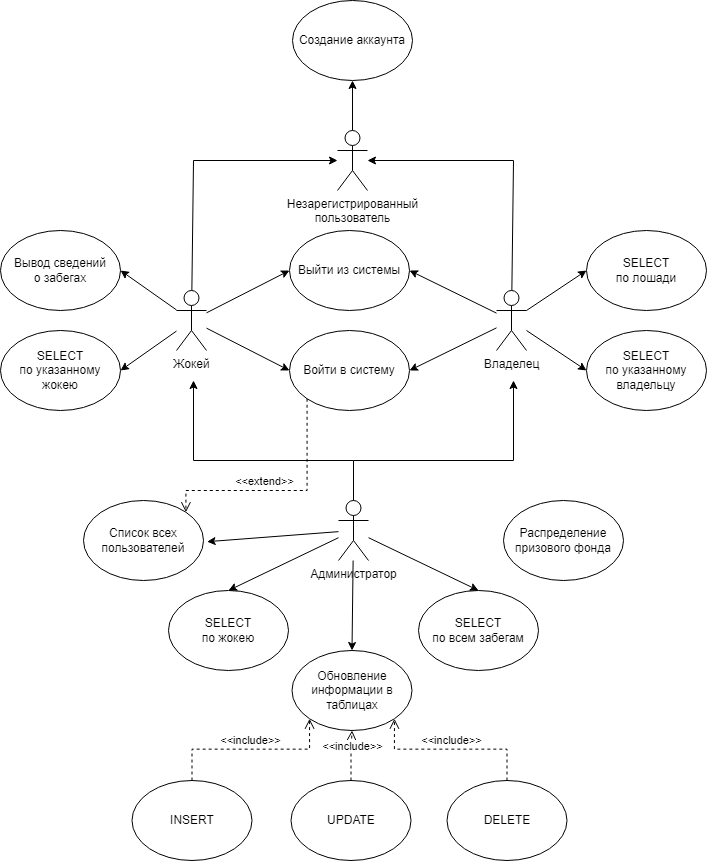 Создание аккаунта
Незарегистрированный
пользователь
Вывод сведений
о забегах
Выйти из системы
SELECT
по лошади
SELECT
по указанному
жокею
Жокей
Войти в систему
Владелец
SELECT
по указанному
владельцу
<<extend>>
Список всех
пользователей
Распределение
призового фонда
Администратор
SELECT
по жокею
SELECT
по всем забегам
Обновление
информации в
таблицах
<<include>>
<<include>>
<<include>>
INSERT
UPDATE
DELETE